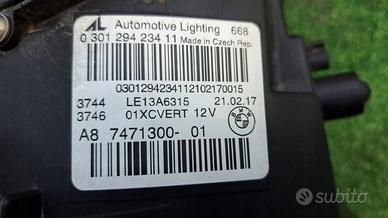 AL Automotive Lighting 668
0 301 294 234 11 Made in Czech Rep.
0301294234112102170015
3744 LE13A6315 21.02.17
3746 01XCVERT 12V
A8 7471300- 01
subito